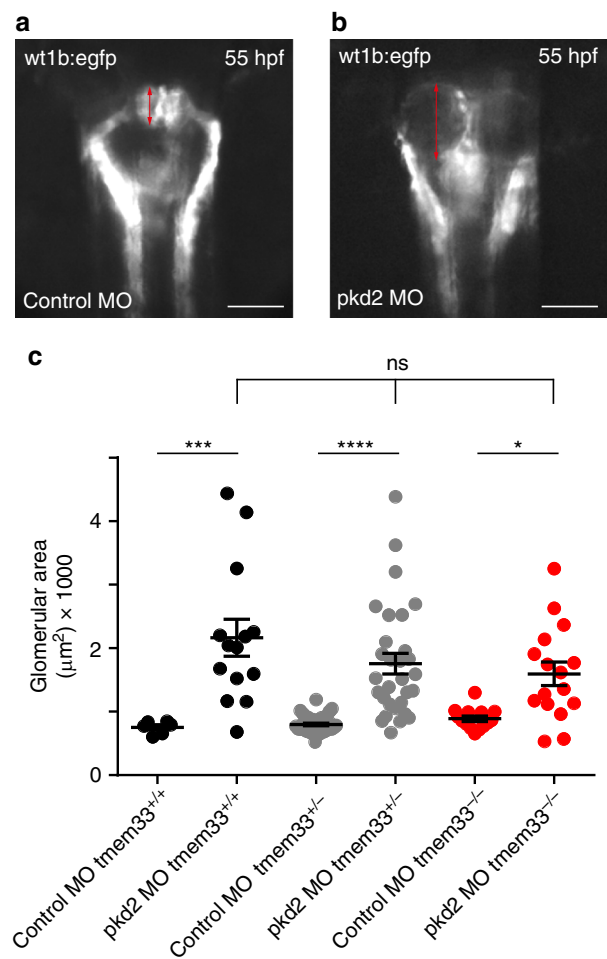 a
wt1b:egfp 55 hpf
Control MO
b
wt1b:egfp 55 hpf
pkd2 MO
c
ns
*** **** *
Glomerular area
(μm²) × 1000
4
2
0
Control MO tmem33⁺/⁺
pkd2 MO tmem33⁺/⁺
Control MO tmem33⁺/⁻
pkd2 MO tmem33⁺/⁻
Control MO tmem33⁻/⁻
pkd2 MO tmem33⁻/⁻